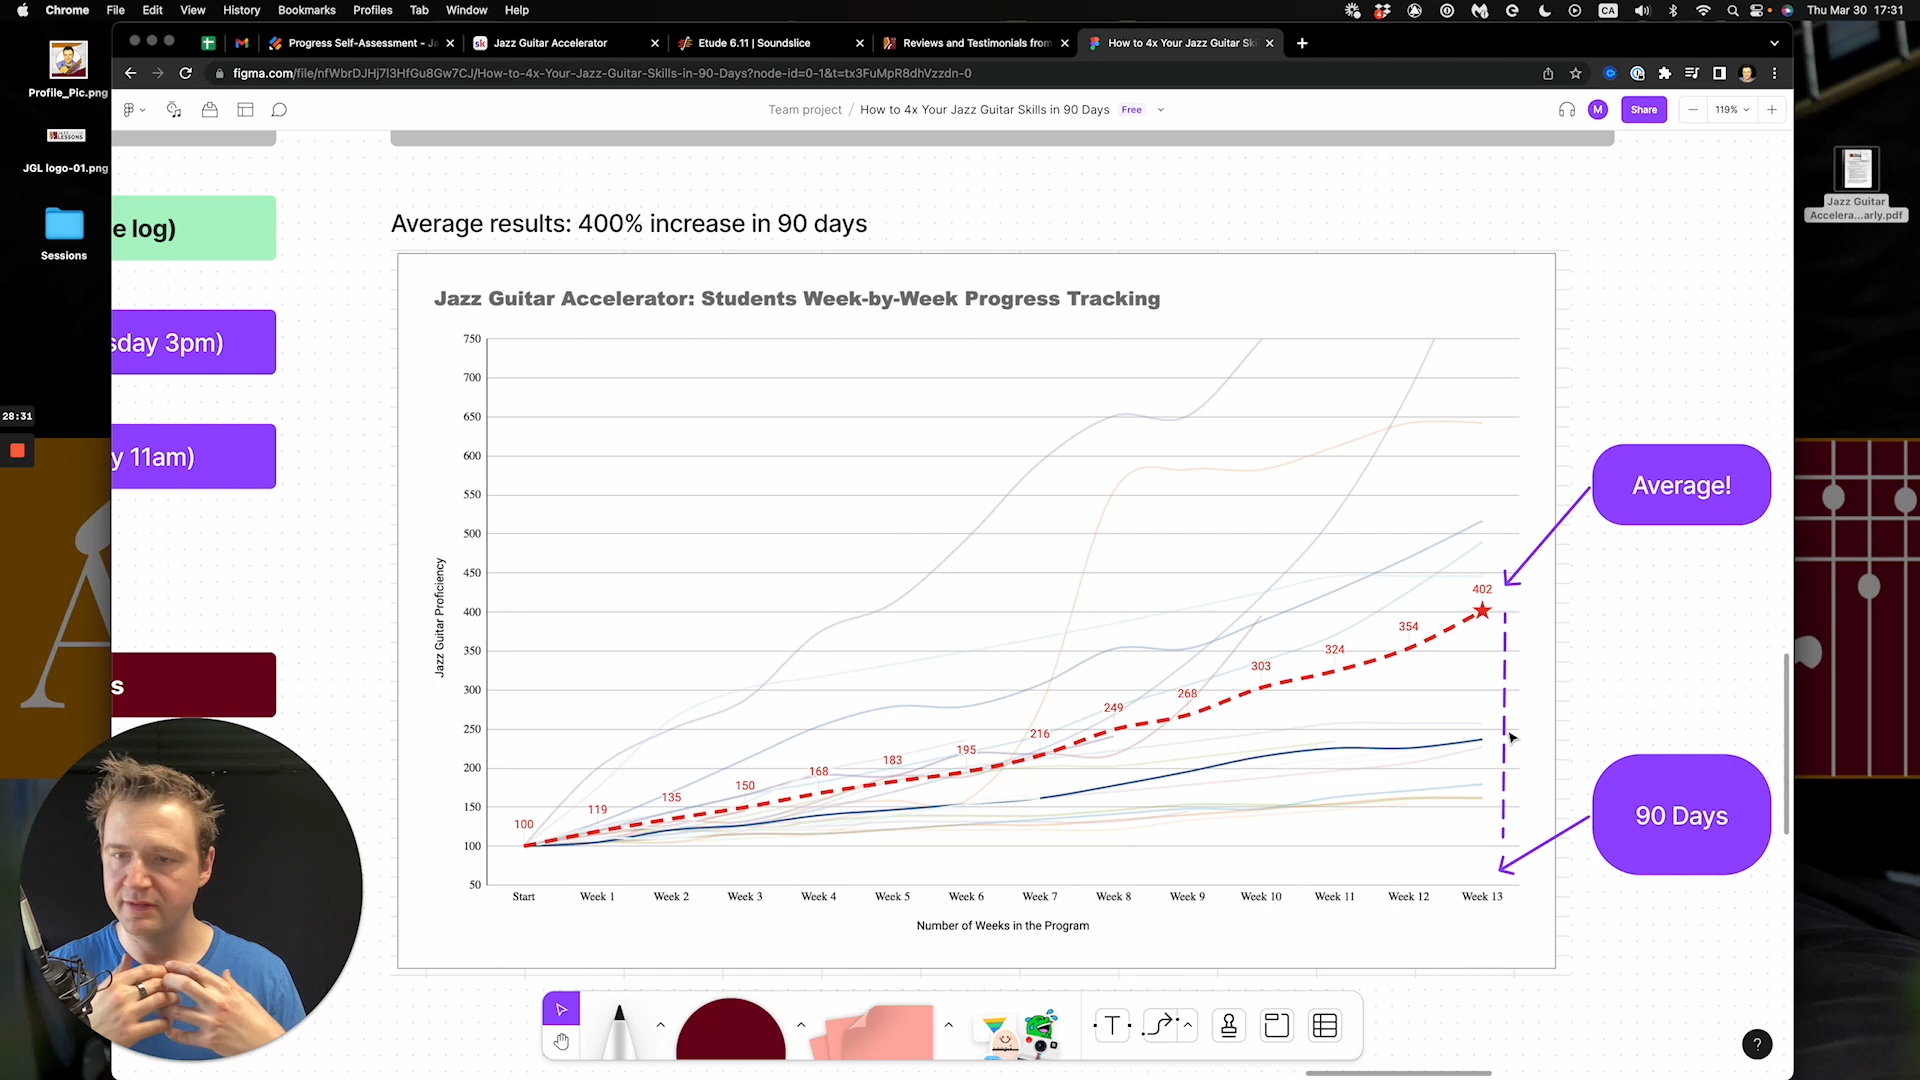 Chrome File Edit View History Bookmarks Profiles Tab Window Help
CA
Thu Mar 30 17:31
Progress Self-Assessment - Ja
Jazz Guitar Accelerator
Etude 6.11 | Soundslice
Reviews and Testimonials from
How to 4x Your Jazz Guitar Ski
figma.com/file/nfWbrDJHj7I3HfGu8Gw7CJ/How-to-4x-Your-Jazz-Guitar-Skills-in-90-Days?node-id=0-1&t=tx3FuMpR8dhVzzdn-0
Team project / How to 4x Your Jazz Guitar Skills in 90 Days Free
M
Share
119%
Profile_Pic.png
LESSONS
JGL logo-01.png
Sessions
28:31
Jazz Guitar
Accelera...arly.pdf
e log)
sday 3pm)
y 11am)
s
Average results: 400% increase in 90 days
Jazz Guitar Accelerator: Students Week-by-Week Progress Tracking
Jazz Guitar Proficiency
750
700
650
600
550
500
450
400
350
300
250
200
150
100
50
100
119
135
150
168
183
195
216
249
268
303
324
354
402
Start Week 1 Week 2 Week 3 Week 4 Week 5 Week 6 Week 7 Week 8 Week 9 Week 10 Week 11 Week 12 Week 13
Number of Weeks in the Program
Average!
90 Days
T
?